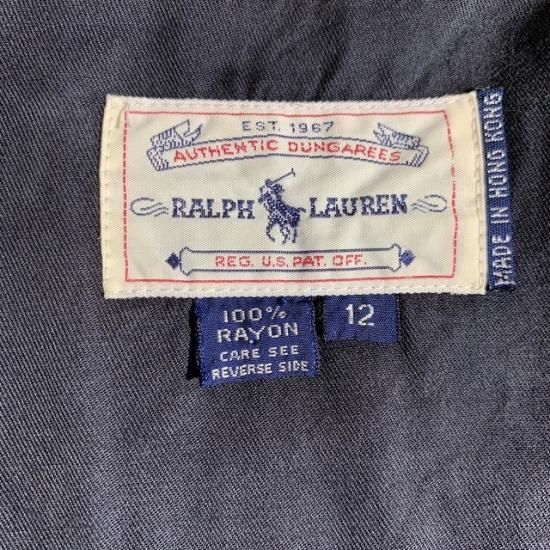 EST. 1967
AUTHENTIC DUNGAREES
RALPH LAUREN
REG. U.S. PAT. OFF.
MADE IN HONG KONG
100%
RAYON
CARE SEE
REVERSE SIDE
12